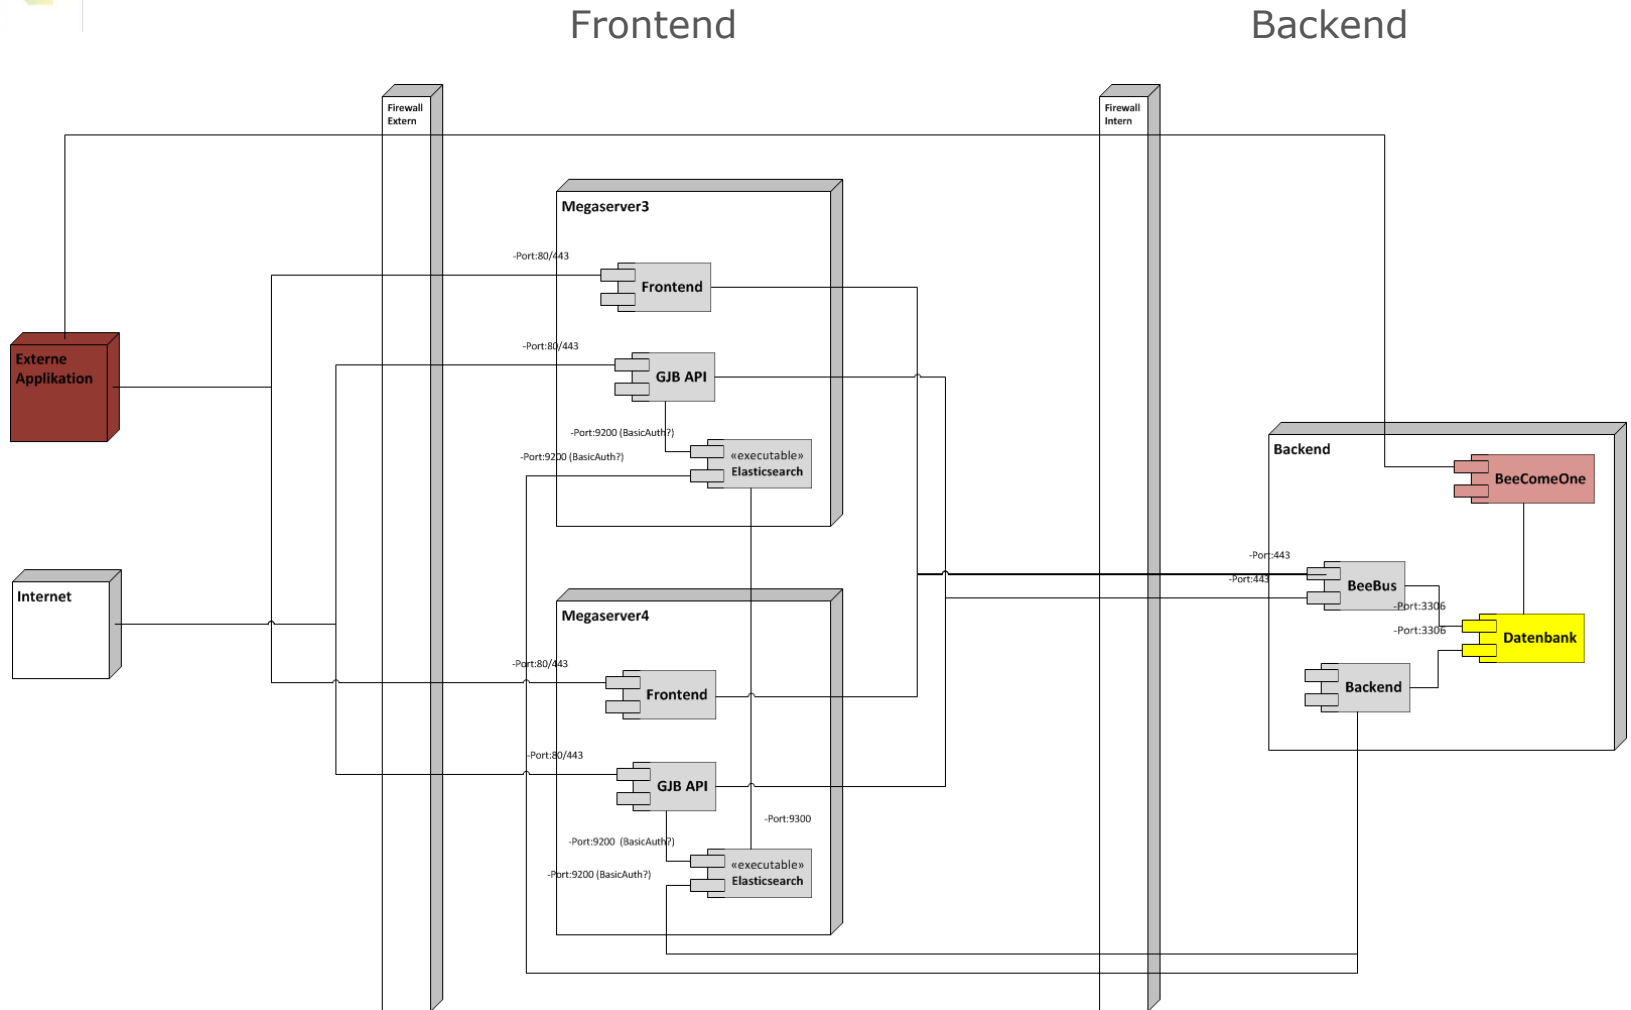 Frontend
Backend
Firewall
Extern
Firewall
Intern
Megaserver3
-Port:80/443
Frontend
-Port:80/443
GJB API
-Port:9200 (BasicAuth?)
-Port:9200 (BasicAuth?)
«executable»
Elasticsearch
Externe
Applikation
Internet
Megaserver4
-Port:80/443
Frontend
-Port:80/443
GJB API
-Port:9300
-Port:9200 (BasicAuth?)
-Port:9200 (BasicAuth?)
«executable»
Elasticsearch
Backend
BeeComeOne
-Port:443
-Port:443
BeeBus
-Port:3306
-Port:3306
Datenbank
Backend